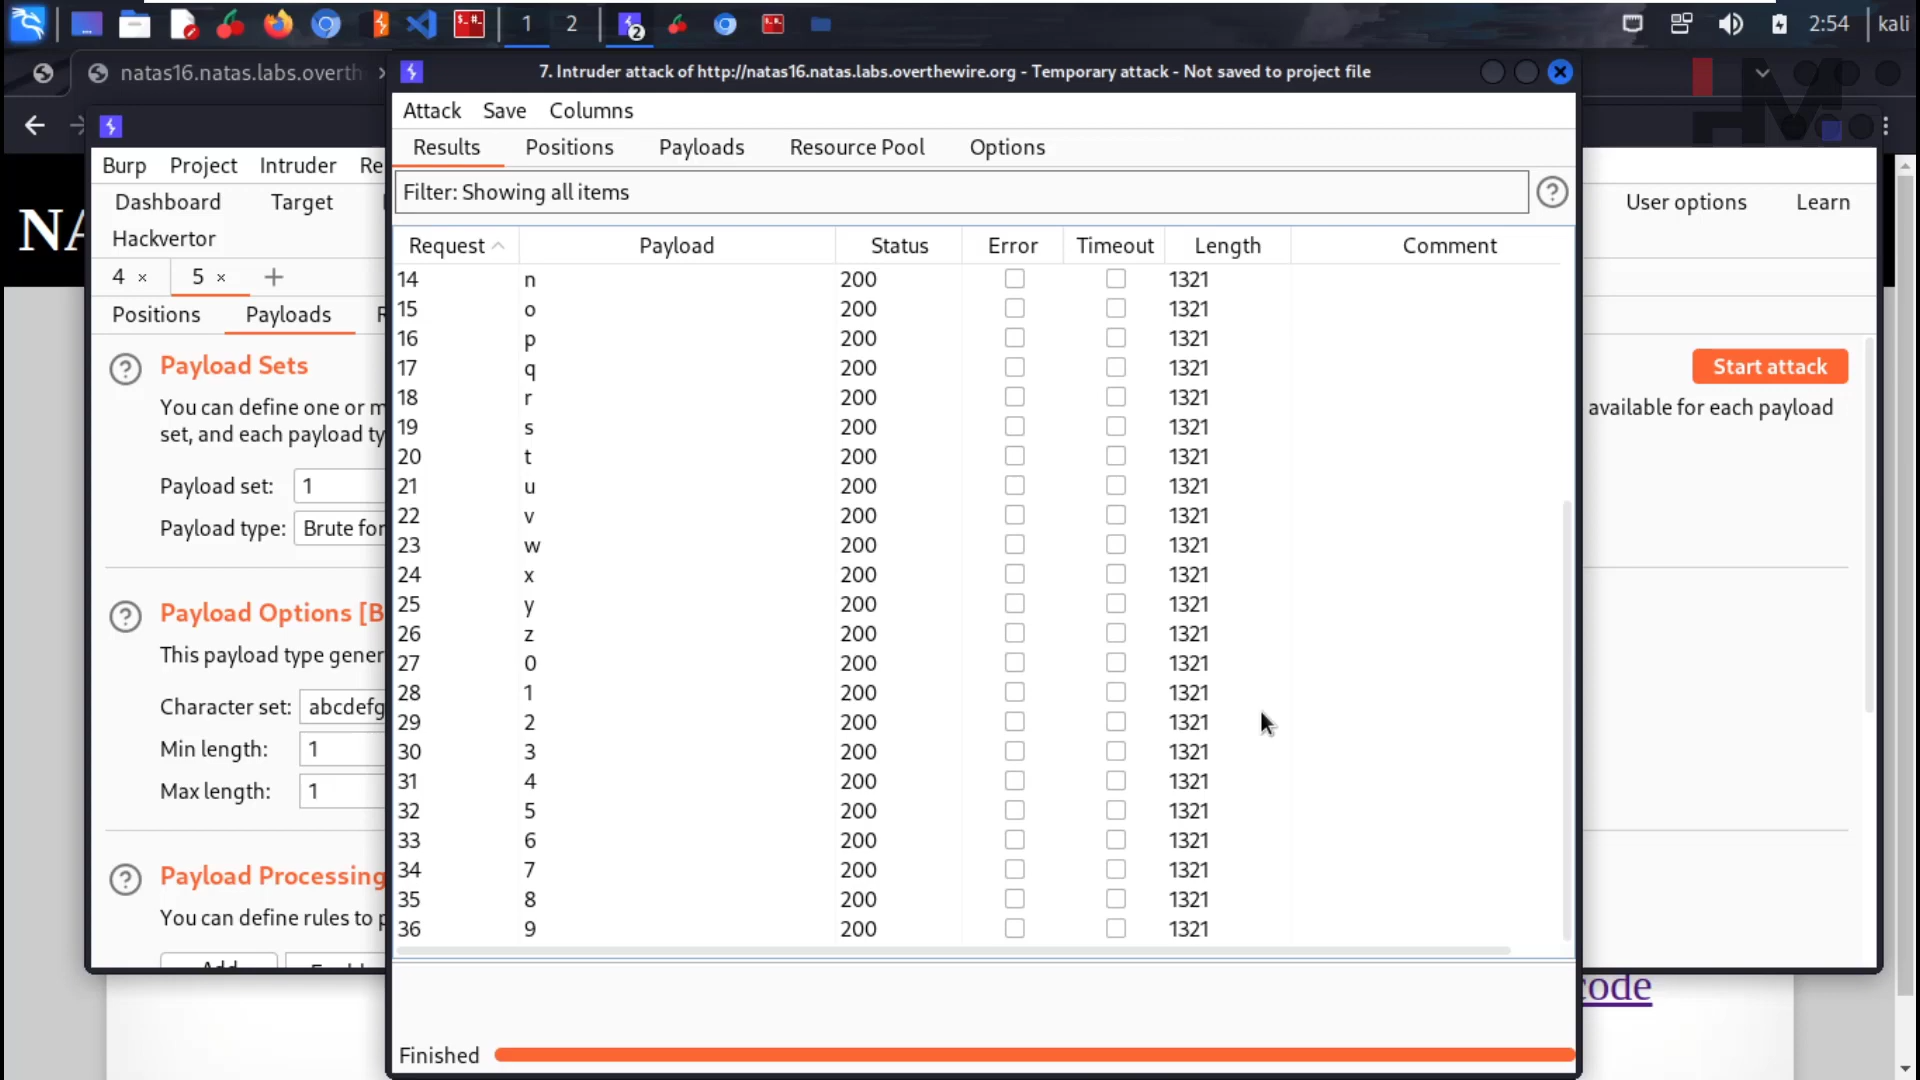 1
2
2
2:54
kali
natas16.natas.labs.overth
7. Intruder attack of http://natas16.natas.labs.overthewire.org - Temporary attack - Not saved to project file
Attack Save Columns
Results Positions Payloads Resource Pool Options
Filter: Showing all items
Request Payload Status Error Timeout Length Comment
14 n 200 1321
15 o 200 1321
16 p 200 1321
17 q 200 1321
18 r 200 1321
19 s 200 1321
20 t 200 1321
21 u 200 1321
22 v 200 1321
23 w 200 1321
24 x 200 1321
25 y 200 1321
26 z 200 1321
27 0 200 1321
28 1 200 1321
29 2 200 1321
30 3 200 1321
31 4 200 1321
32 5 200 1321
33 6 200 1321
34 7 200 1321
35 8 200 1321
36 9 200 1321
Finished
Burp Project Intruder Re
Dashboard Target User options Learn
Hackvertor
4 × 5 × +
Positions Payloads R
Payload Sets
Start attack
You can define one or m available for each payload
set, and each payload ty
Payload set: 1
Payload type: Brute for
Payload Options [B
This payload type gener
Character set: abcdefg
Min length: 1
Max length: 1
Payload Processing
You can define rules to p
Add
NA
code
HM